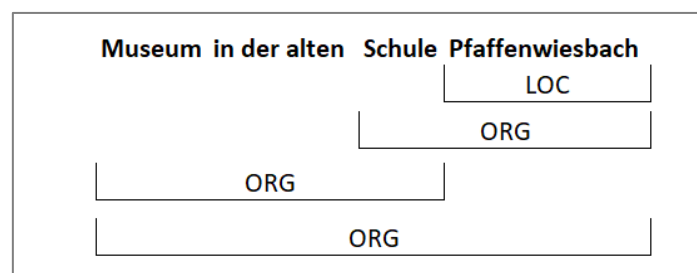 Museum in der alten Schule Pfaffenwiesbach
LOC
ORG
ORG
ORG